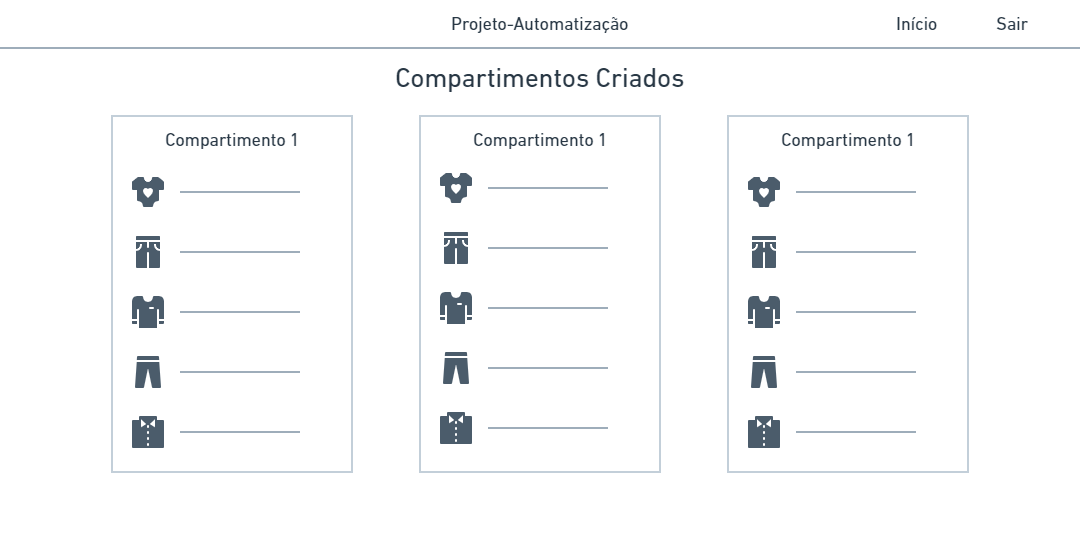 Projeto-Automatização
Início
Sair
Compartimentos Criados
Compartimento 1
Compartimento 1
Compartimento 1